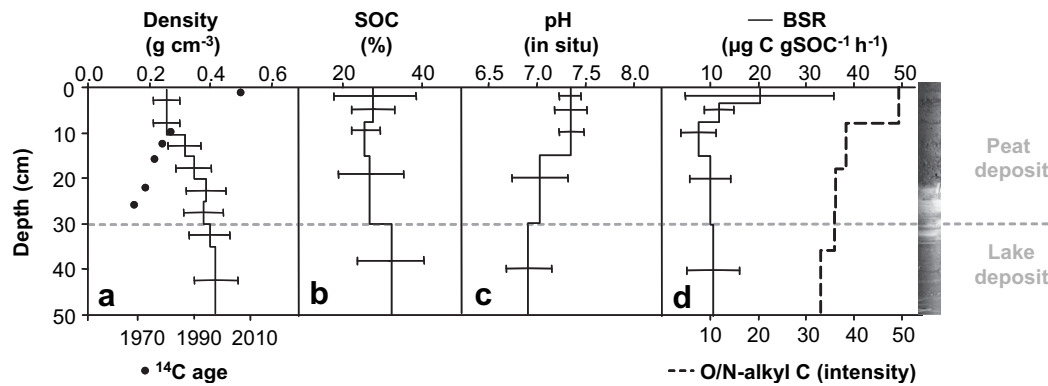 Density SOC pH — BSR
(g cm-³) (%) (in situ) (µg C gSOC⁻¹ h⁻¹)
0.0 0.2 0.4 0.6 20 40 6.5 7.0 7.5 8.0 10 20 30 40 50
0
10
20
30
40
50
Depth (cm)
Peat
deposit
Lake
deposit
a b c d
1970 1990 2010 10 20 30 40 50
• ¹⁴C age --- O/N-alkyl C (intensity)